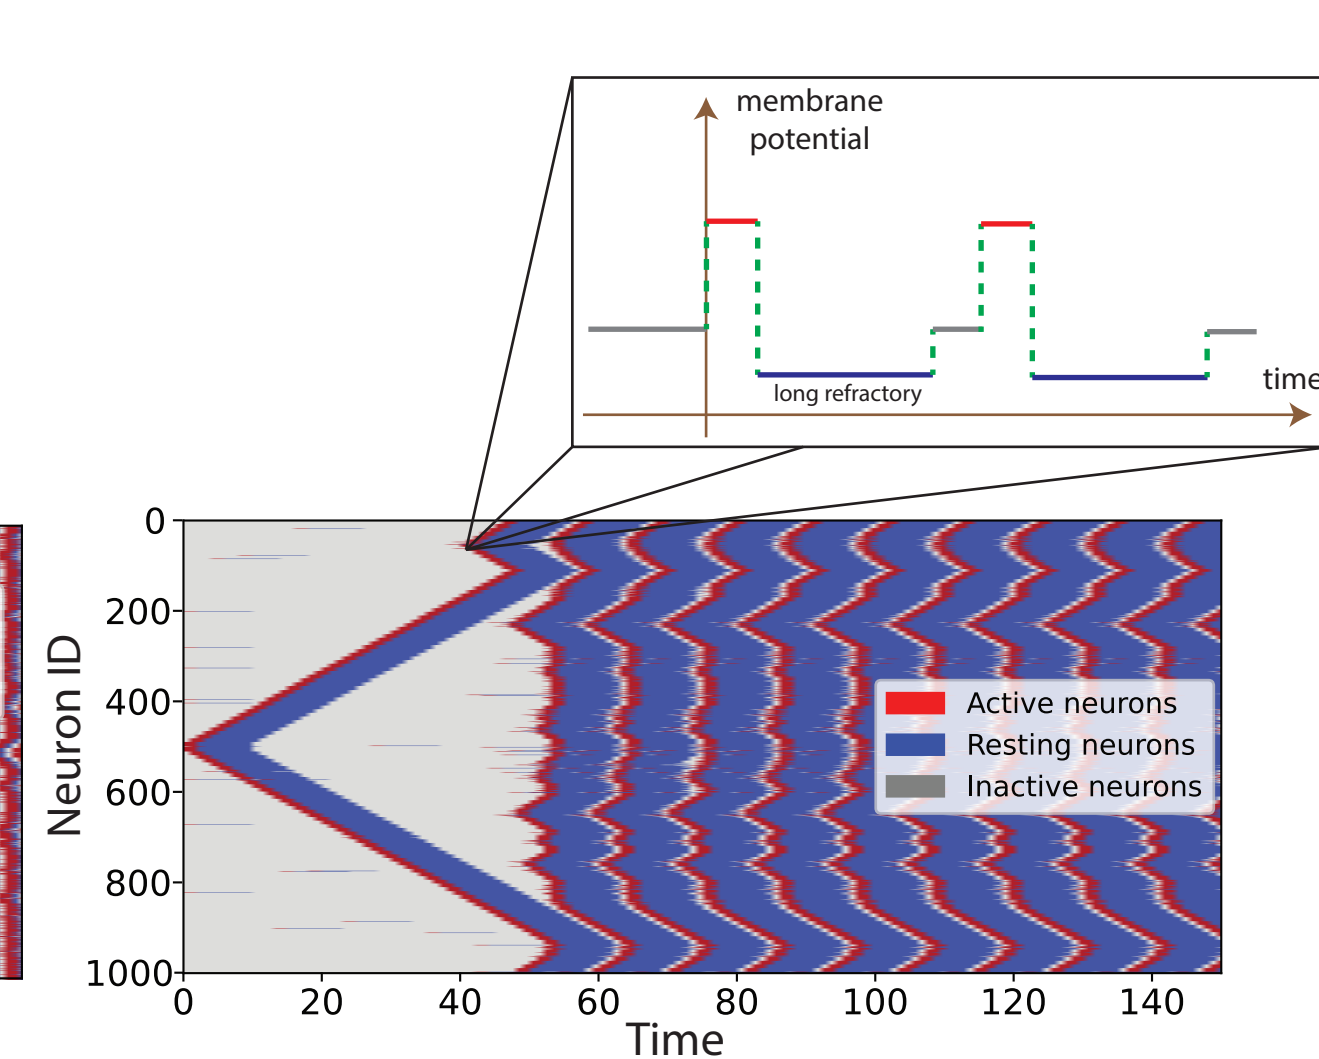 membrane
potential
long refractory
time
Neuron ID
0
200
400
600
800
1000
Active neurons
Resting neurons
Inactive neurons
0 20 40 60 80 100 120 140
Time